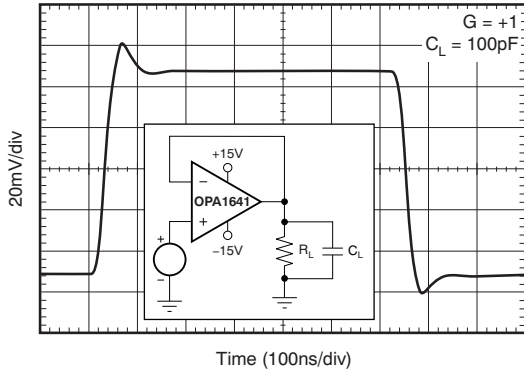 G = +1
C_L = 100pF
20mV/div
+15V
−
OPA1641
+
−15V
+
−
R_L
C_L
Time (100ns/div)